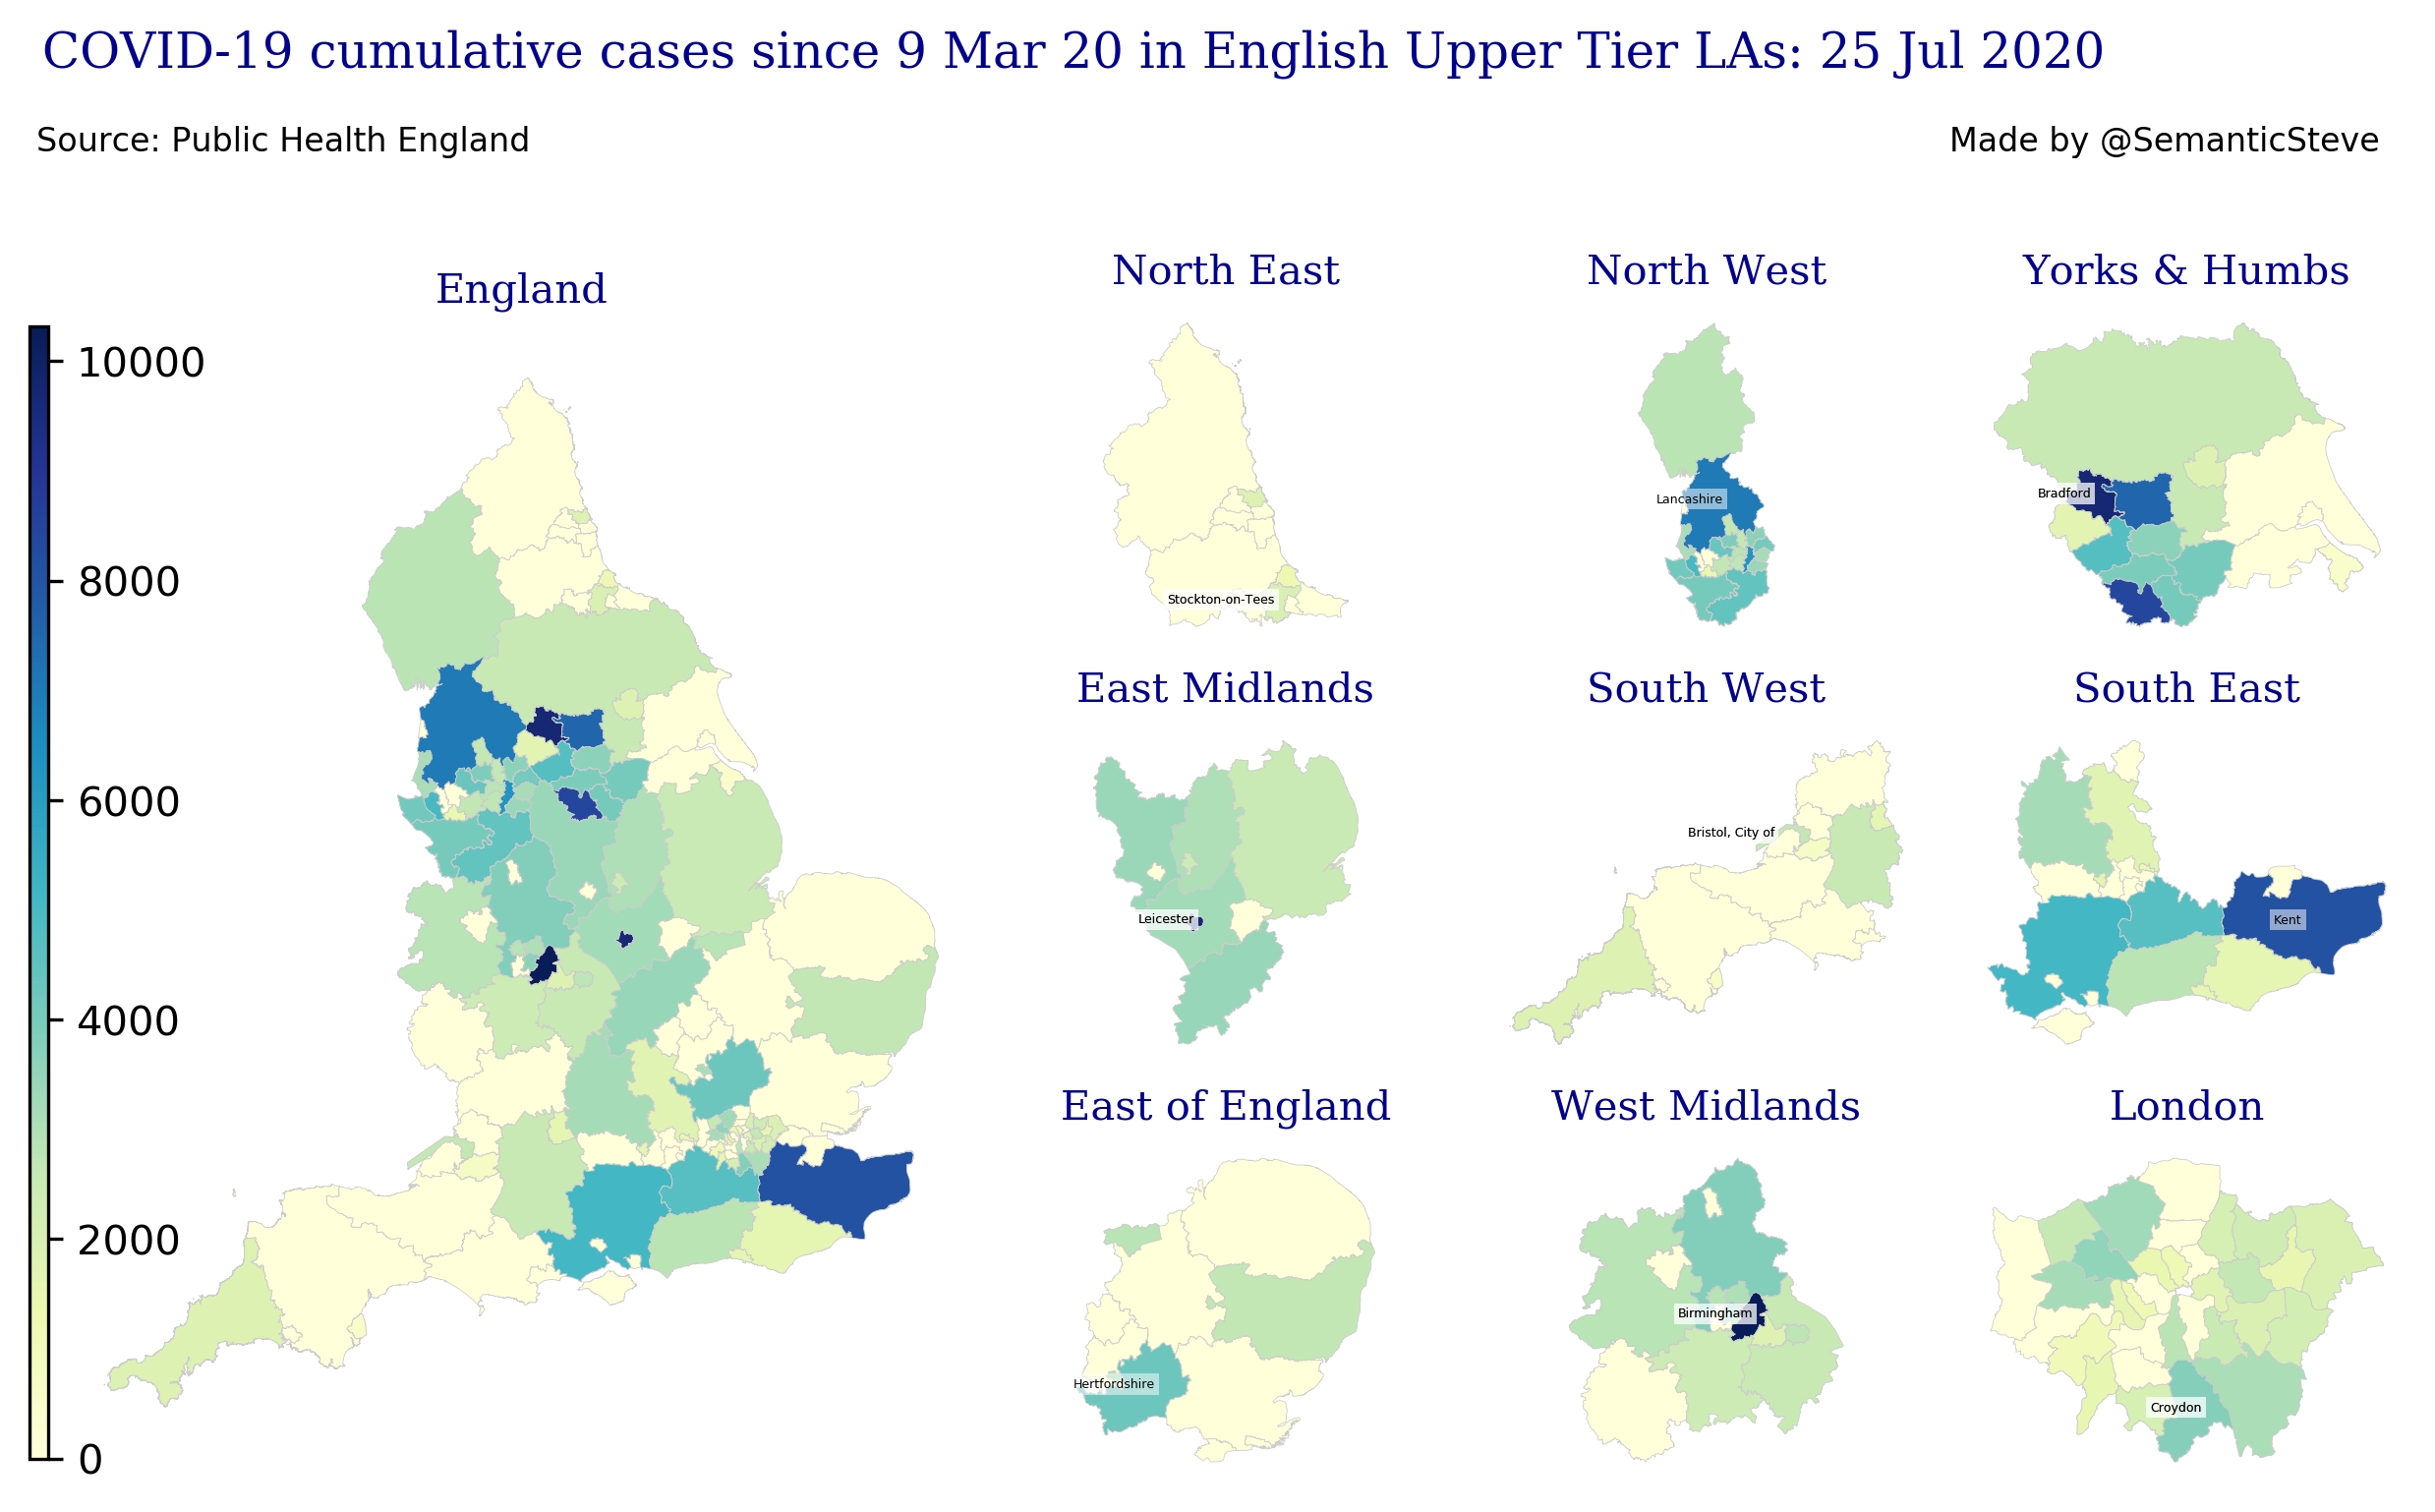 COVID-19 cumulative cases since 9 Mar 20 in English Upper Tier LAs: 25 Jul 2020
Source: Public Health England
Made by @SemanticSteve
England
10000
8000
6000
4000
2000
0
North East
Stockton-on-Tees
North West
Lancashire
Yorks & Humbs
Bradford
East Midlands
Leicester
South West
Bristol, City of
South East
Kent
East of England
Hertfordshire
West Midlands
Birmingham
London
Croydon